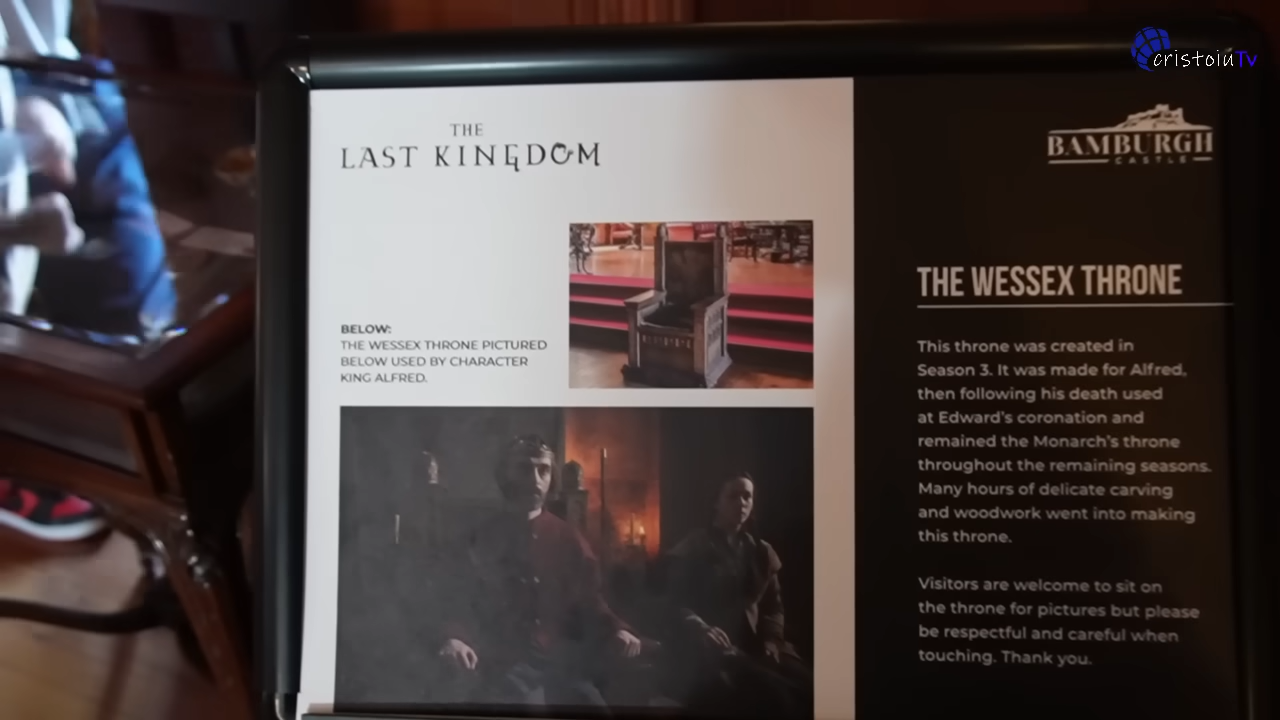 cristoiuTv
THE
LAST KINGDOM
BAMBURGH
CASTLE
BELOW:
THE WESSEX THRONE PICTURED
BELOW USED BY CHARACTER
KING ALFRED.
THE WESSEX THRONE
This throne was created in
Season 3. It was made for Alfred,
then following his death used
at Edward's coronation and
remained the Monarch's throne
throughout the remaining seasons.
Many hours of delicate carving
and woodwork went into making
this throne.
Visitors are welcome to sit on
the throne for pictures but please
be respectful and careful when
touching. Thank you.